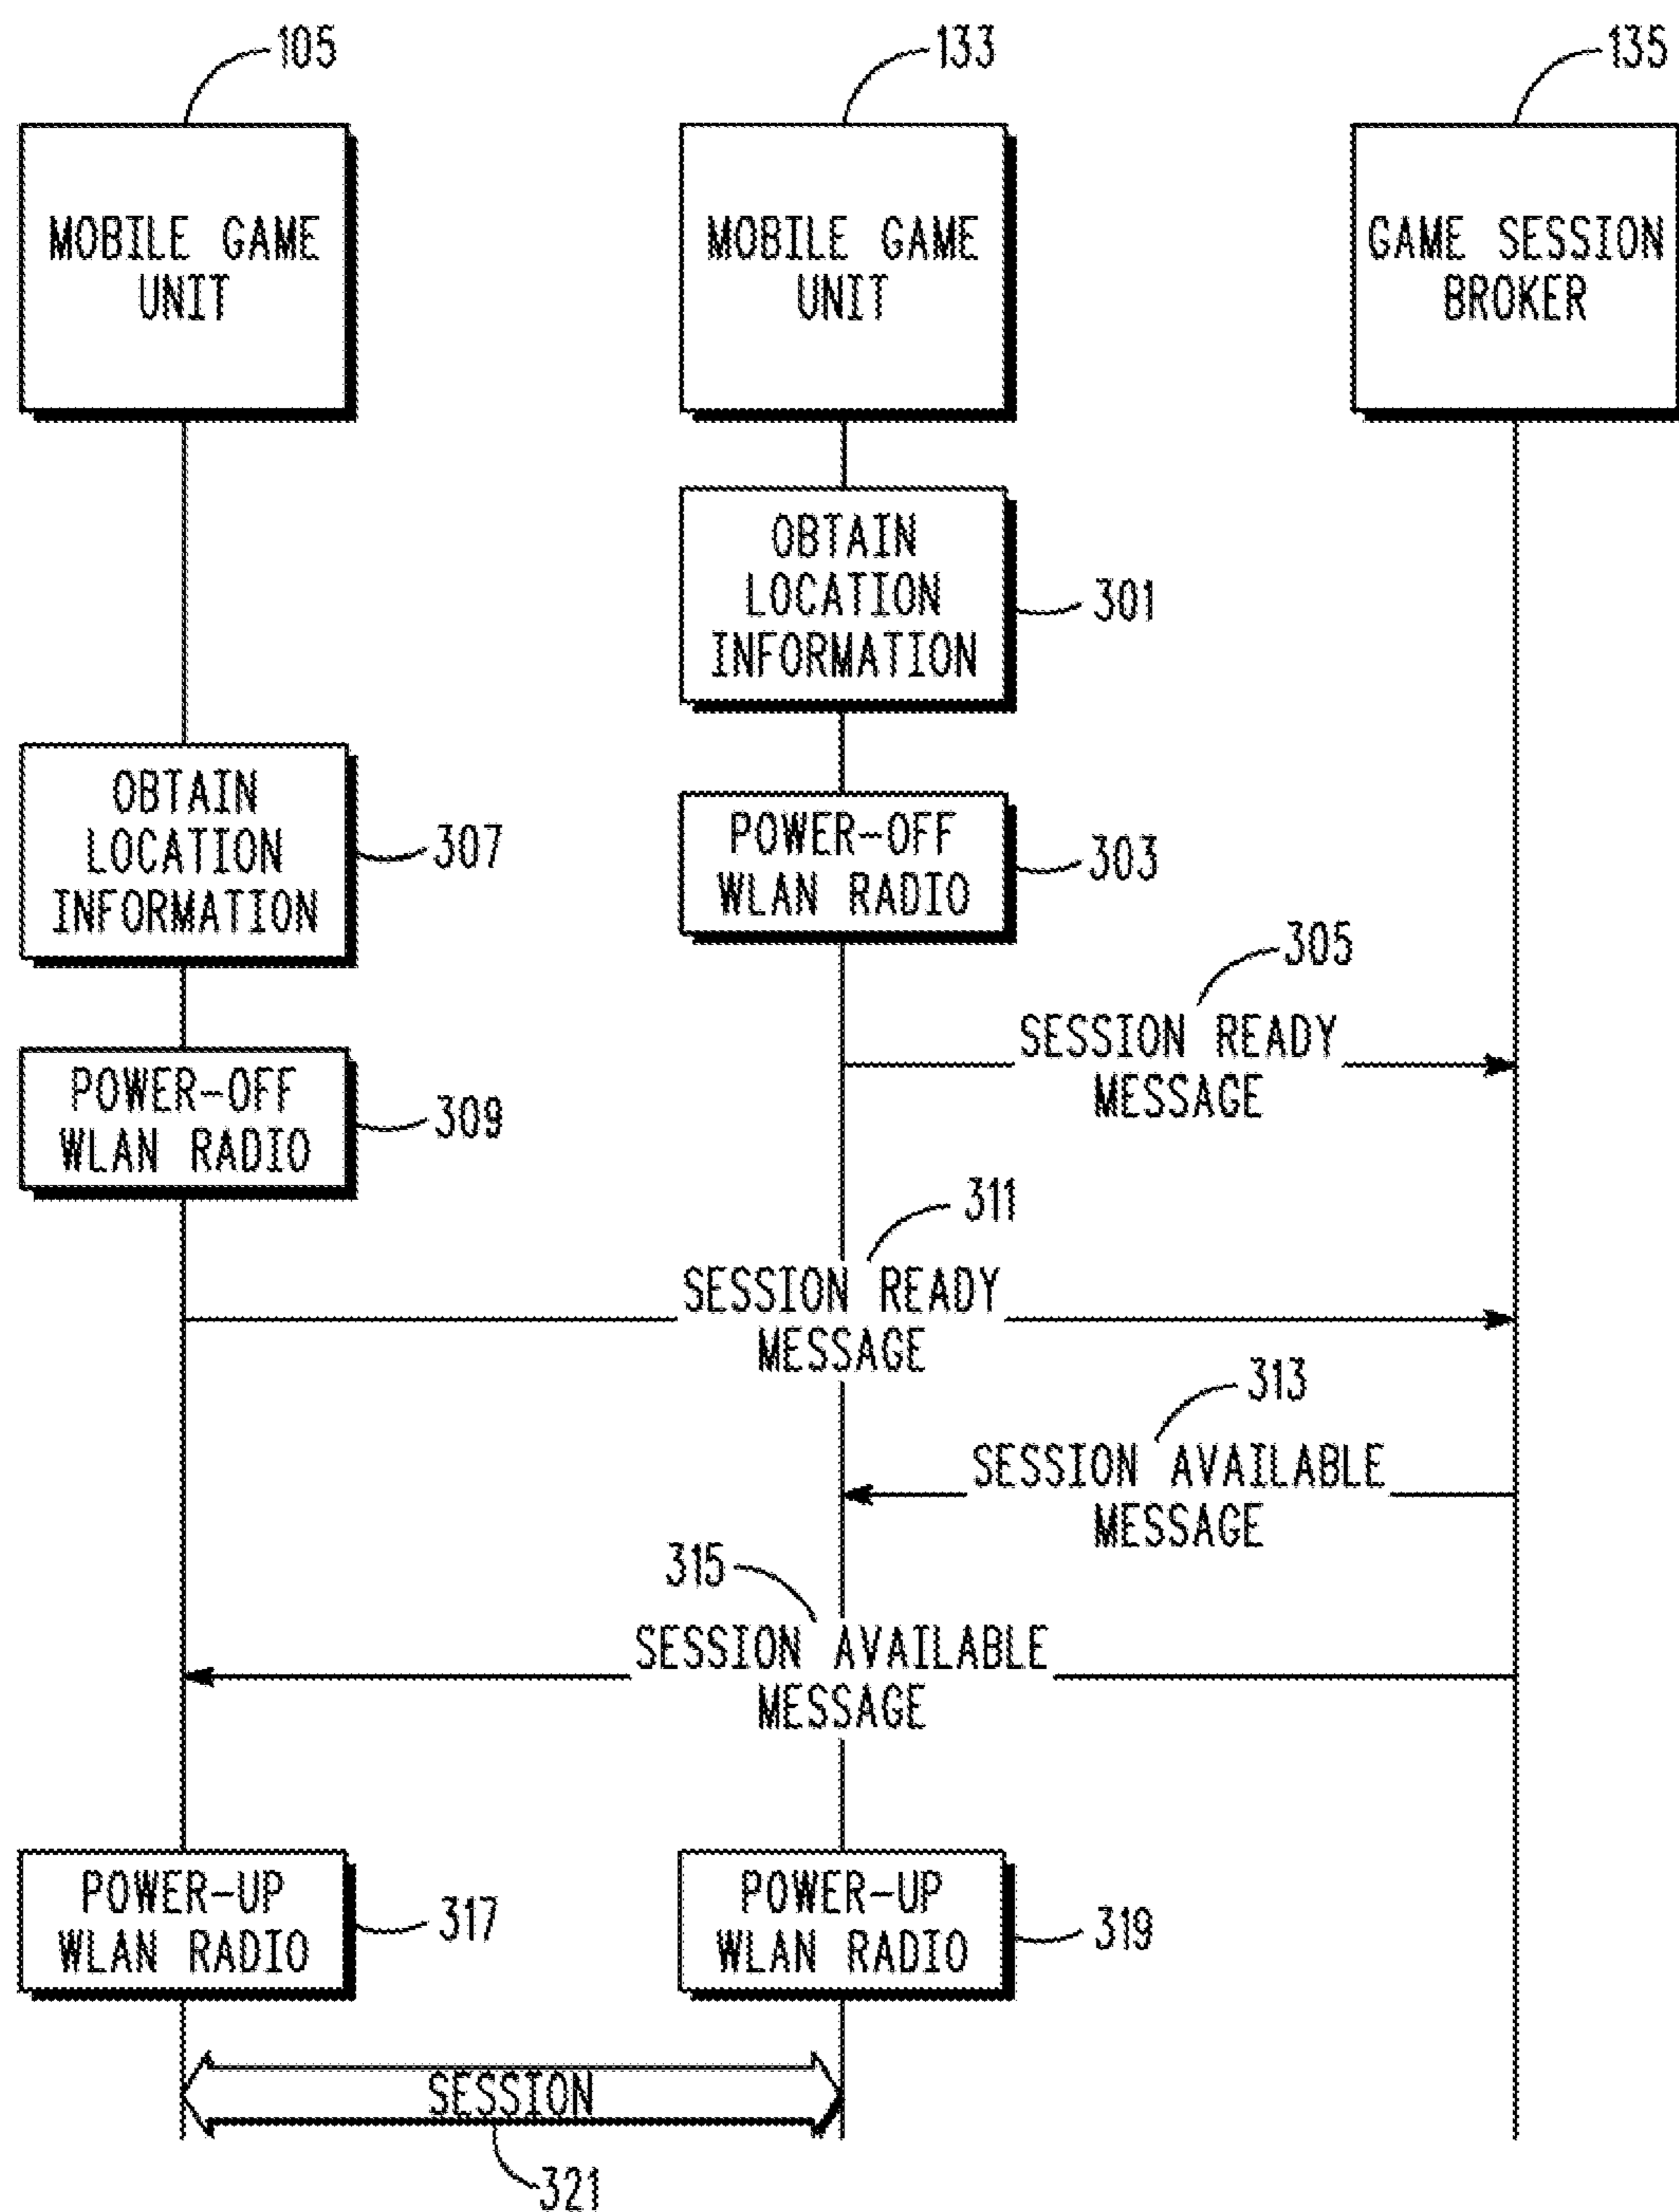 105
133
135
MOBILE GAME
UNIT
MOBILE GAME
UNIT
GAME SESSION
BROKER
OBTAIN
LOCATION
INFORMATION
301
OBTAIN
LOCATION
INFORMATION
307
POWER-OFF
WLAN RADIO
303
305
SESSION READY
MESSAGE
POWER-OFF
WLAN RADIO
309
311
SESSION READY
MESSAGE
313
SESSION AVAILABLE
MESSAGE
315
SESSION AVAILABLE
MESSAGE
POWER-UP
WLAN RADIO
317
POWER-UP
WLAN RADIO
319
SESSION
321